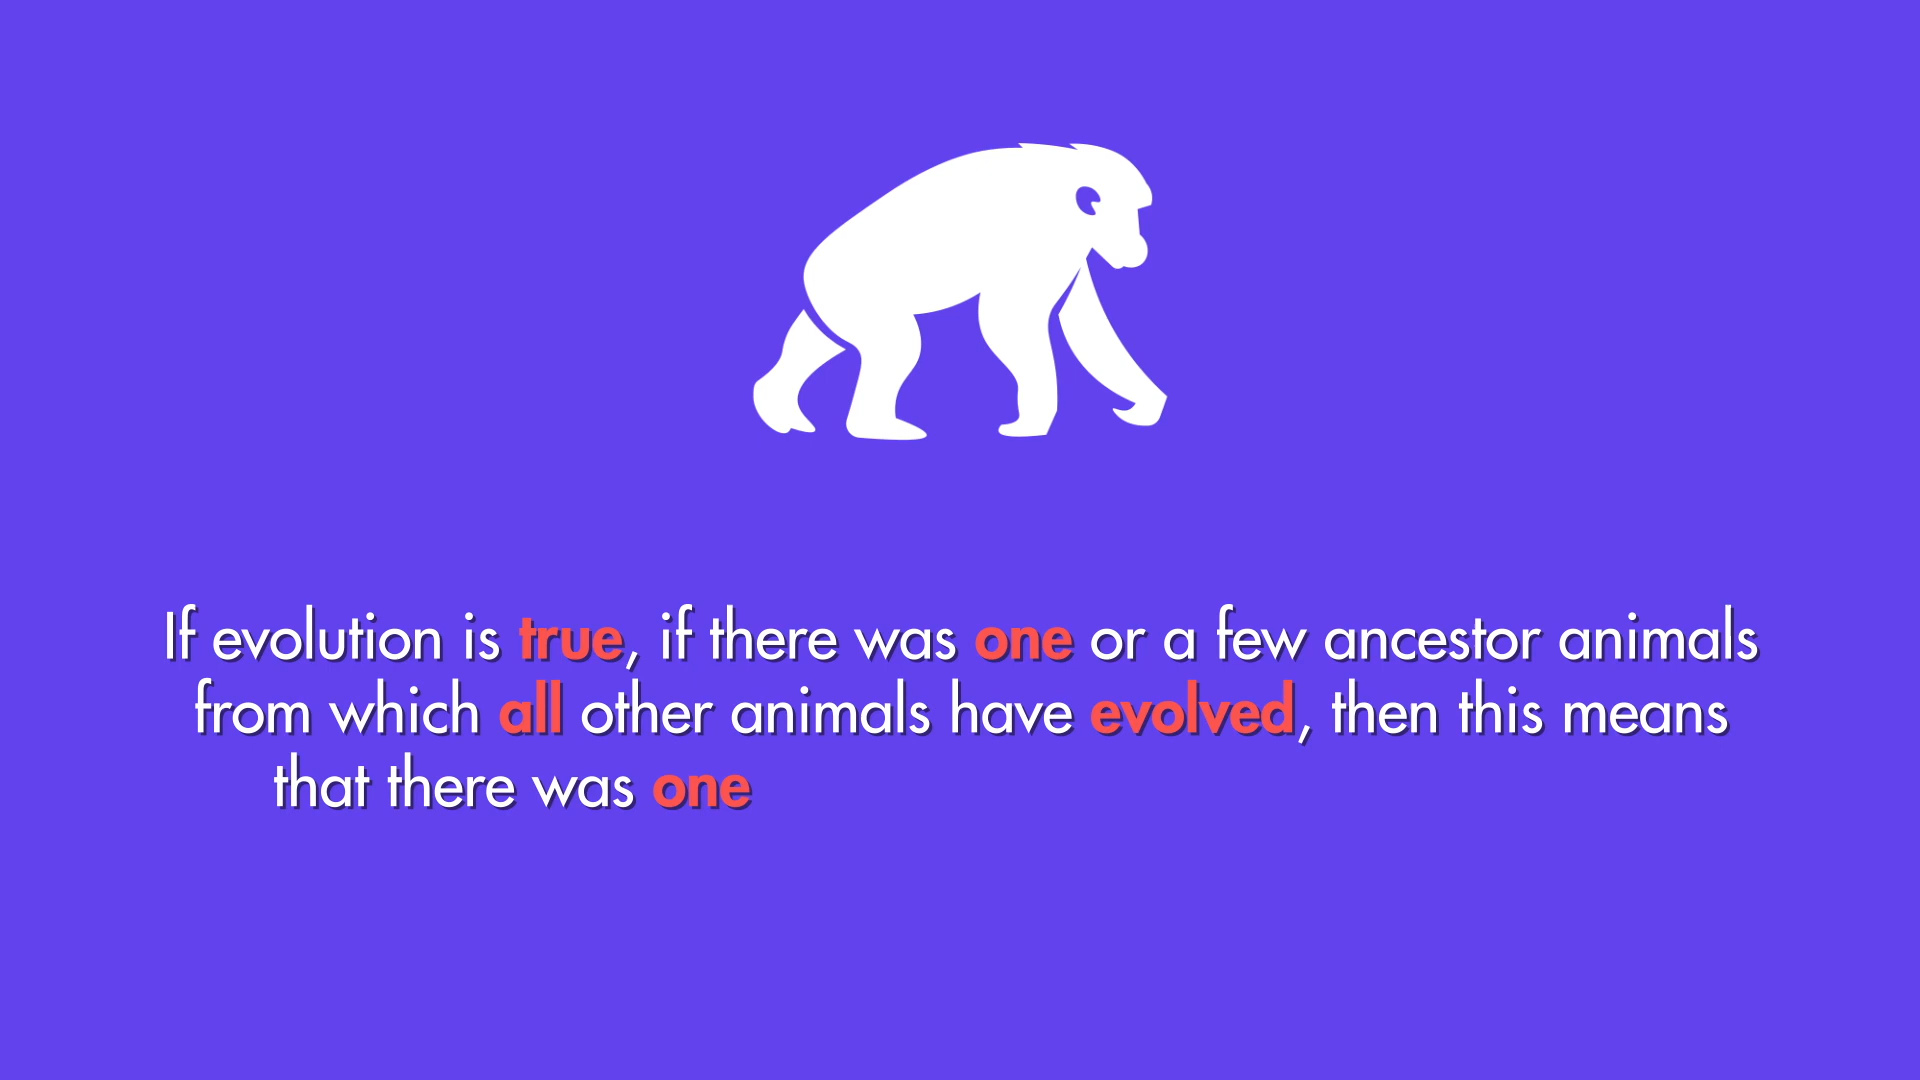 If evolution is true, if there was one or a few ancestor animals
from which all other animals have evolved, then this means
that there was one